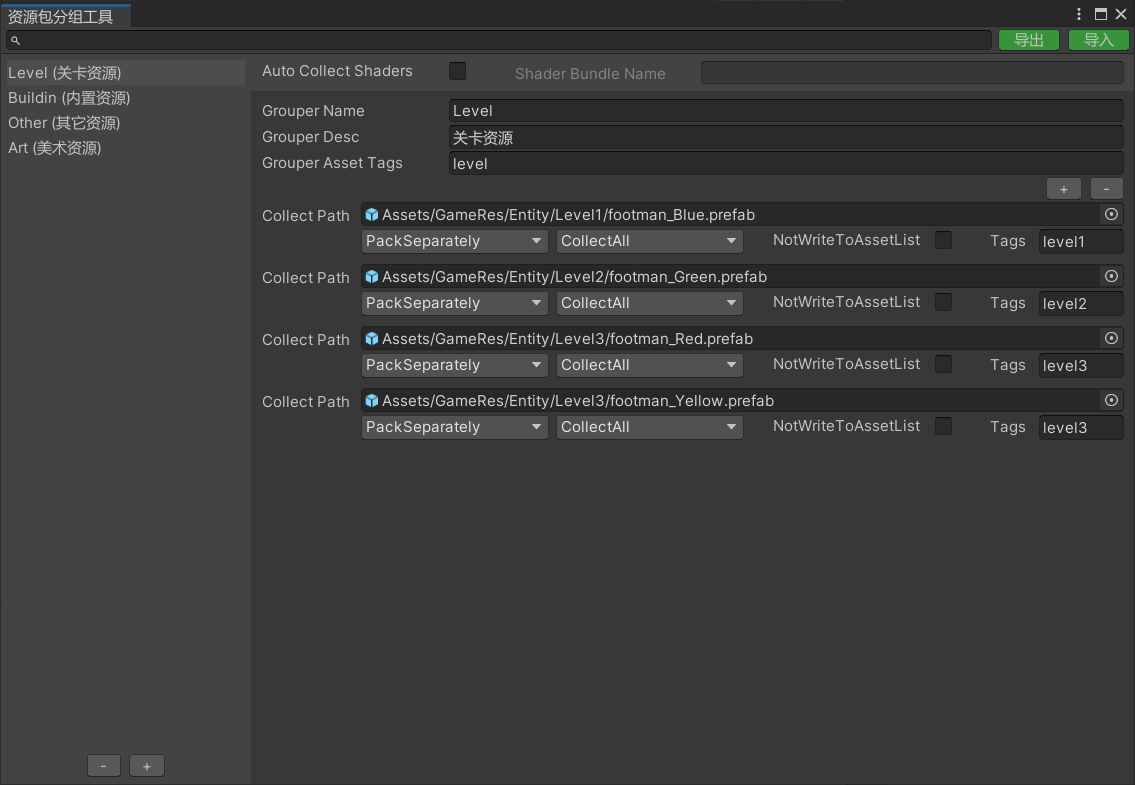 资源包分组工具
导出 导入
Level (关卡资源)
Buildin (内置资源)
Other (其它资源)
Art (美术资源)
- +
Auto Collect Shaders Shader Bundle Name
Grouper Name Level
Grouper Desc 关卡资源
Grouper Asset Tags level
+ -
Collect Path Assets/GameRes/Entity/Level1/footman_Blue.prefab
PackSeparately CollectAll NotWriteToAssetList Tags level1
Collect Path Assets/GameRes/Entity/Level2/footman_Green.prefab
PackSeparately CollectAll NotWriteToAssetList Tags level2
Collect Path Assets/GameRes/Entity/Level3/footman_Red.prefab
PackSeparately CollectAll NotWriteToAssetList Tags level3
Collect Path Assets/GameRes/Entity/Level3/footman_Yellow.prefab
PackSeparately CollectAll NotWriteToAssetList Tags level3